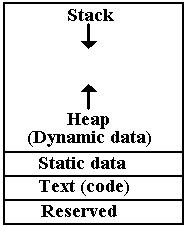 Stack
Heap
(Dynamic data)
Static data
Text (code)
Reserved